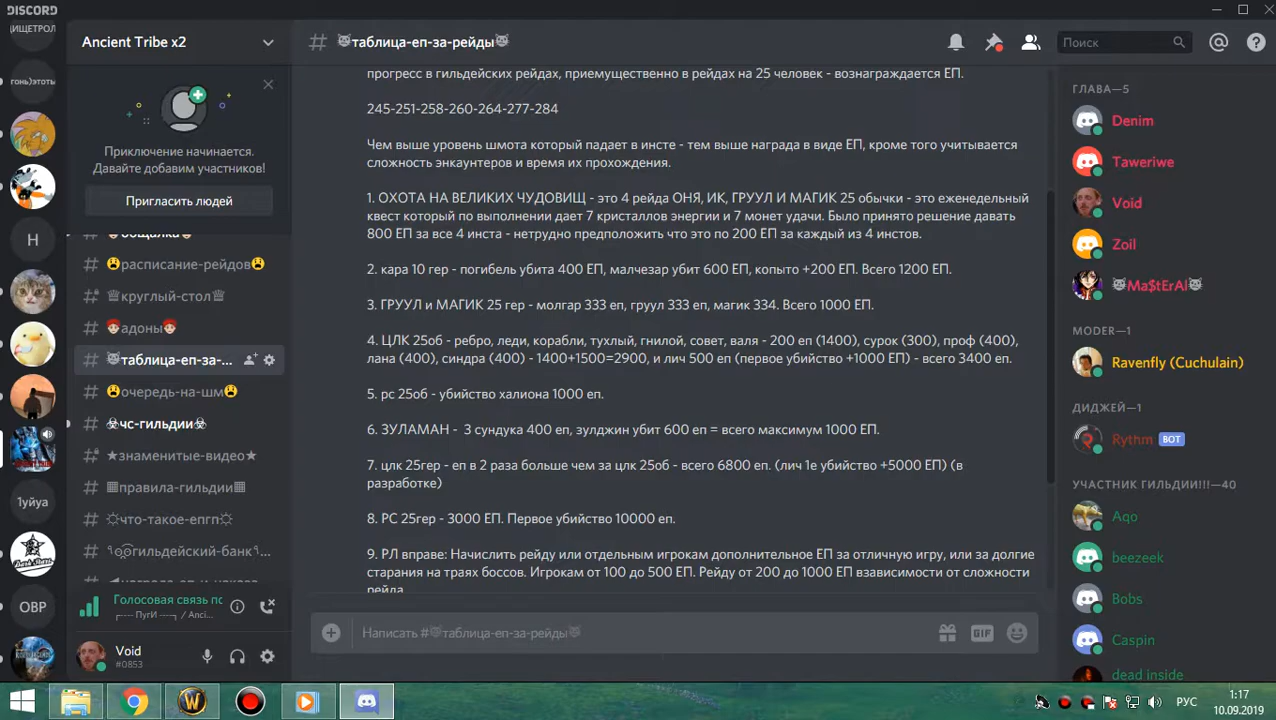 DISCORD
ИЩЕТРОЛ
Ancient Tribe x2
# 😈таблица-еп-за-рейды😈
Поиск
гонь)этоты
Приключение начинается.
Давайте добавим участников!
Пригласить людей
общалка
# расписание-рейдов
# круглый-стол
# адоны
# таблица-еп-за-...
# очередь-на-шм
# ☠чс-гильдии☠
# ★знаменитые-видео★
# ▦правила-гильдии▦
# что-такое-епгп
гильдейский-банк
Н
1уйуа
ОВР
Голосовая связь по
ПугИ / Anci...
Void
#0853
прогресс в гильдейских рейдах, приемущественно в рейдах на 25 человек - вознаграждается ЕП.
245-251-258-260-264-277-284
Чем выше уровень шмота который падает в инсте - тем выше награда в виде ЕП, кроме того учитывается
сложность энкаунтеров и время их прохождения.
1. ОХОТА НА ВЕЛИКИХ ЧУДОВИЩ - это 4 рейда ОНЯ, ИК, ГРУУЛ И МАГИК 25 обычки - это еженедельный
квест который по выполнении дает 7 кристаллов энергии и 7 монет удачи. Было принято решение давать
800 ЕП за все 4 инста - нетрудно предположить что это по 200 ЕП за каждый из 4 инстов.
2. кара 10 гер - погибель убита 400 ЕП, малчезар убит 600 ЕП, копыто +200 ЕП. Всего 1200 ЕП.
3. ГРУУЛ и МАГИК 25 гер - молгар 333 еп, груул 333 еп, магик 334. Всего 1000 ЕП.
4. ЦЛК 25об - ребро, леди, корабли, тухлый, гнилой, совет, валя - 200 еп (1400), сурок (300), проф (400),
лана (400), синдра (400) - 1400+1500=2900, и лич 500 еп (первое убийство +1000 ЕП) - всего 3400 еп.
5. рс 25об - убийство халиона 1000 еп.
6. ЗУЛАМАН - 3 сундука 400 еп, зулджин убит 600 еп = всего максимум 1000 ЕП.
7. цлк 25гер - еп в 2 раза больше чем за цлк 25об - всего 6800 еп. (лич 1е убийство +5000 ЕП) (в
разработке)
8. РС 25гер - 3000 ЕП. Первое убийство 10000 еп.
9. РЛ вправе: Начислить рейду или отдельным игрокам дополнительное ЕП за отличную игру, или за долгие
старания на траях боссов. Игрокам от 100 до 500 ЕП. Рейду от 200 до 1000 ЕП взависимости от сложности
рейда
Написать #😈таблица-еп-за-рейды😈
GIF
ГЛАВА—5
Denim
Taweriwe
Void
Zoil
😈Ma$tErAl😈
MODER—1
Ravenfly (Cuchulain)
ДИДЖЕЙ—1
Rythm BOT
УЧАСТНИК ГИЛЬДИИ!!!—40
Aqo
beezeek
Bobs
Caspin
dead inside
РУС
1:17
10.09.2019